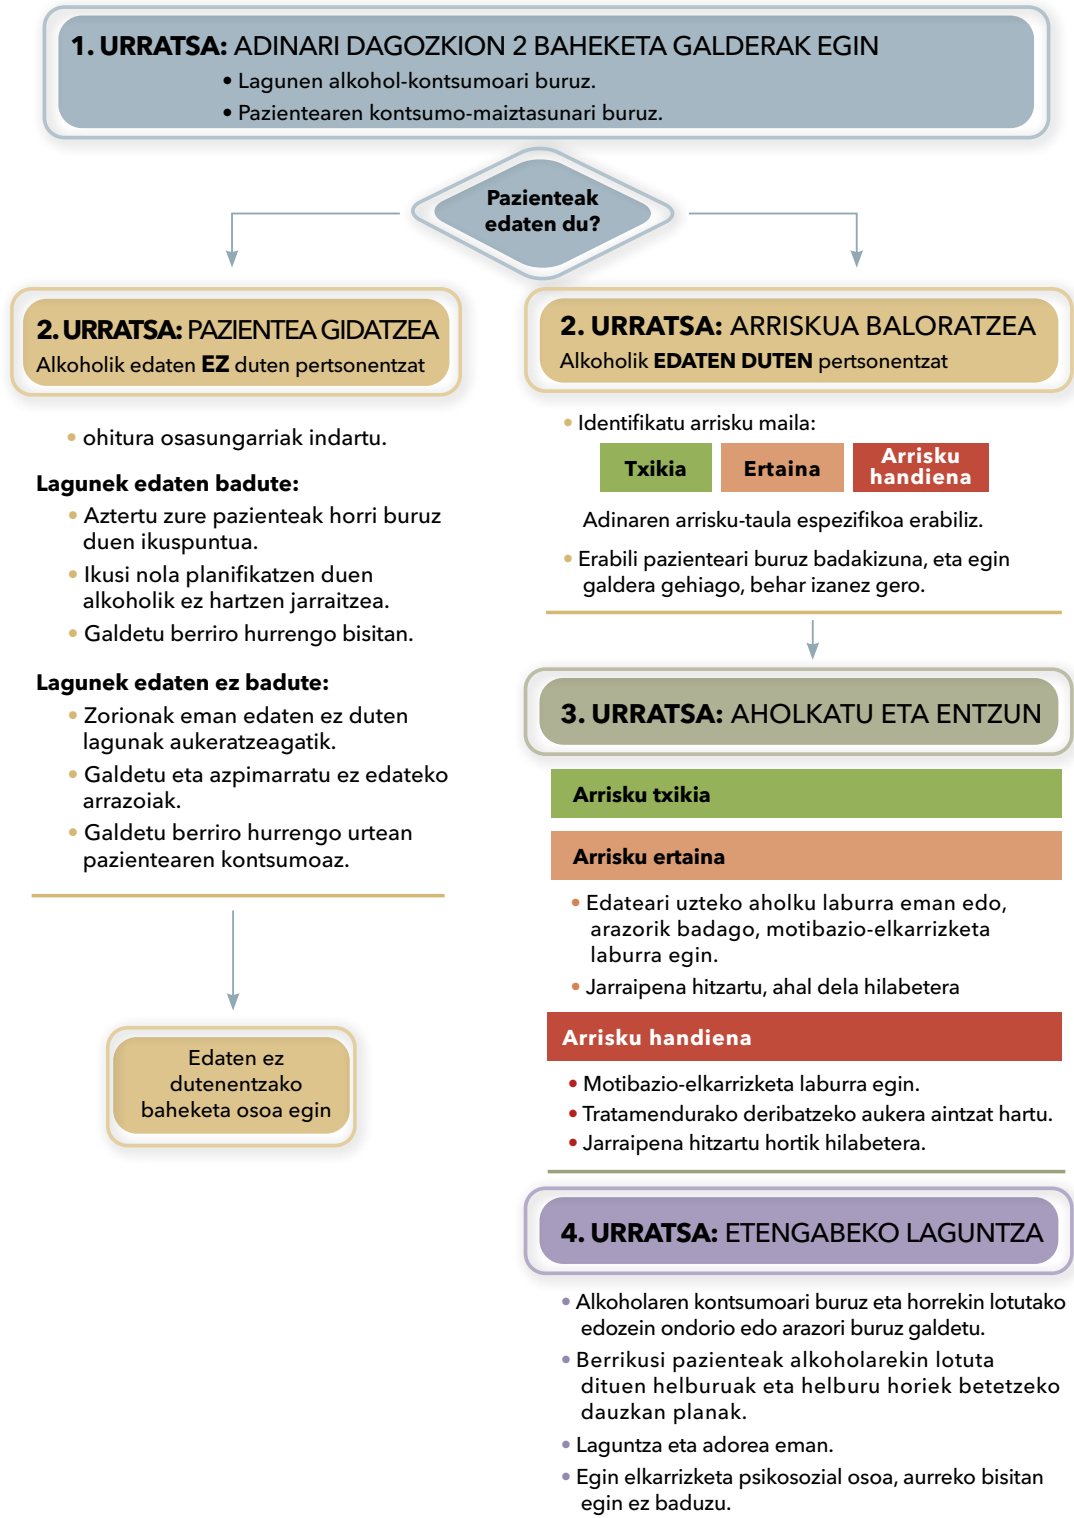 1. URRATSA: ADINARI DAGOZKION 2 BAHEKETA GALDERAK EGIN
• Lagunen alkohol-kontsumoari buruz.
• Pazientearen kontsumo-maiztasunari buruz.
Pazienteak
edaten du?
2. URRATSA: PAZIENTEA GIDATZEA
Alkoholik edaten EZ duten pertsonentzat
• ohitura osasungarriak indartu.
Lagunek edaten badute:
• Aztertu zure pazienteak horri buruz
duen ikuspuntua.
• Ikusi nola planifikatzen duen
alkoholik ez hartzen jarraitzea.
• Galdetu berriro hurrengo bisitan.
Lagunek edaten ez badute:
• Zorionak eman edaten ez duten
lagunak aukeratzeagatik.
• Galdetu eta azpimarratu ez edateko
arrazoiak.
• Galdetu berriro hurrengo urtean
pazientearen kontsumoaz.
Edaten ez
dutenentzako
baheketa osoa egin
2. URRATSA: ARRISKUA BALORATZEA
Alkoholik EDATEN DUTEN pertsonentzat
• Identifikatu arrisku maila:
Txikia
Ertaina
Arrisku
handiena
Adinaren arrisku-taula espezifikoa erabiliz.
• Erabili pazienteari buruz badakizuna, eta egin
galdera gehiago, behar izanez gero.
3. URRATSA: AHOLKATU ETA ENTZUN
Arrisku txikia
Arrisku ertaina
• Edateari uzteko aholku laburra eman edo,
arazorik badago, motibazio-elkarrizketa
laburra egin.
• Jarraipena hitzartu, ahal dela hilabetera
Arrisku handiena
• Motibazio-elkarrizketa laburra egin.
• Tratamendurako deribatzeko aukera aintzat hartu.
• Jarraipena hitzartu hortik hilabetera.
4. URRATSA: ETENGABEKO LAGUNTZA
• Alkoholaren kontsumoari buruz eta horrekin lotutako
edozein ondorio edo arazori buruz galdetu.
• Berrikusi pazienteak alkoholarekin lotuta
dituen helburuak eta helburu horiek betetzeko
dauzkan planak.
• Laguntza eta adorea eman.
• Egin elkarrizketa psikosozial osoa, aurreko bisitan
egin ez baduzu.